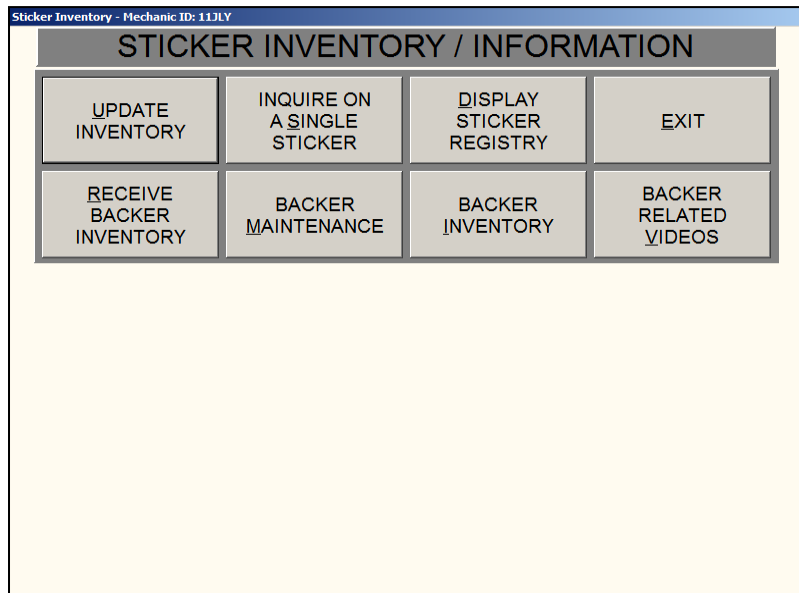 Sticker Inventory - Mechanic ID: 11JLY
STICKER INVENTORY / INFORMATION
UPDATE
INVENTORY
INQUIRE ON
A SINGLE
STICKER
DISPLAY
STICKER
REGISTRY
EXIT
RECEIVE
BACKER
INVENTORY
BACKER
MAINTENANCE
BACKER
INVENTORY
BACKER
RELATED
VIDEOS